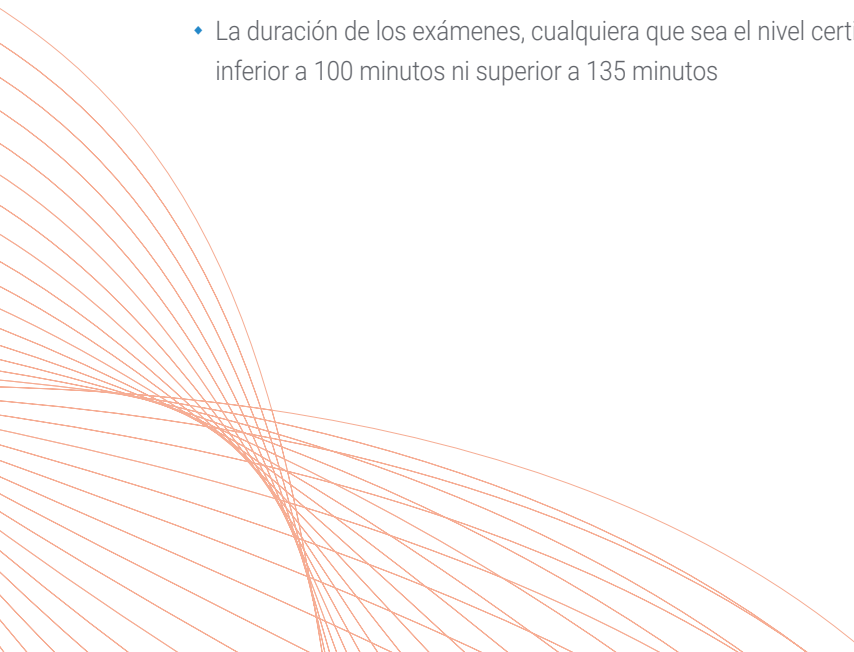 La duración de los exámenes, cualquiera que sea el nivel
inferior a 100 minutos ni superior a 135 minutos